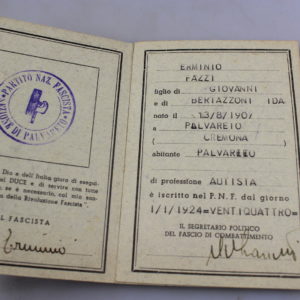 PARTITO NAZ. FASCISTA
SEZIONE DI PALVARETO
Dio e dell'Italia giuro di esegui-
DUCE e di servire con tutte
se è necessario, col mio san-
della Rivoluzione Fascista
FASCISTA
Erminio
ERMINIO
FAZZI
figlio di GIOVANNI
e di BERTAZZONI IDA
nato il 13/8/1907
a PALVARETO
(CREMONA
abitante PALVARETO
di professione AUTISTA
è iscritto nel P.N.F. dal giorno
1/1/1924=VENTIQUATTRO=
IL SEGRETARIO POLITICO
DEL FASCIO DI COMBATTIMENTO